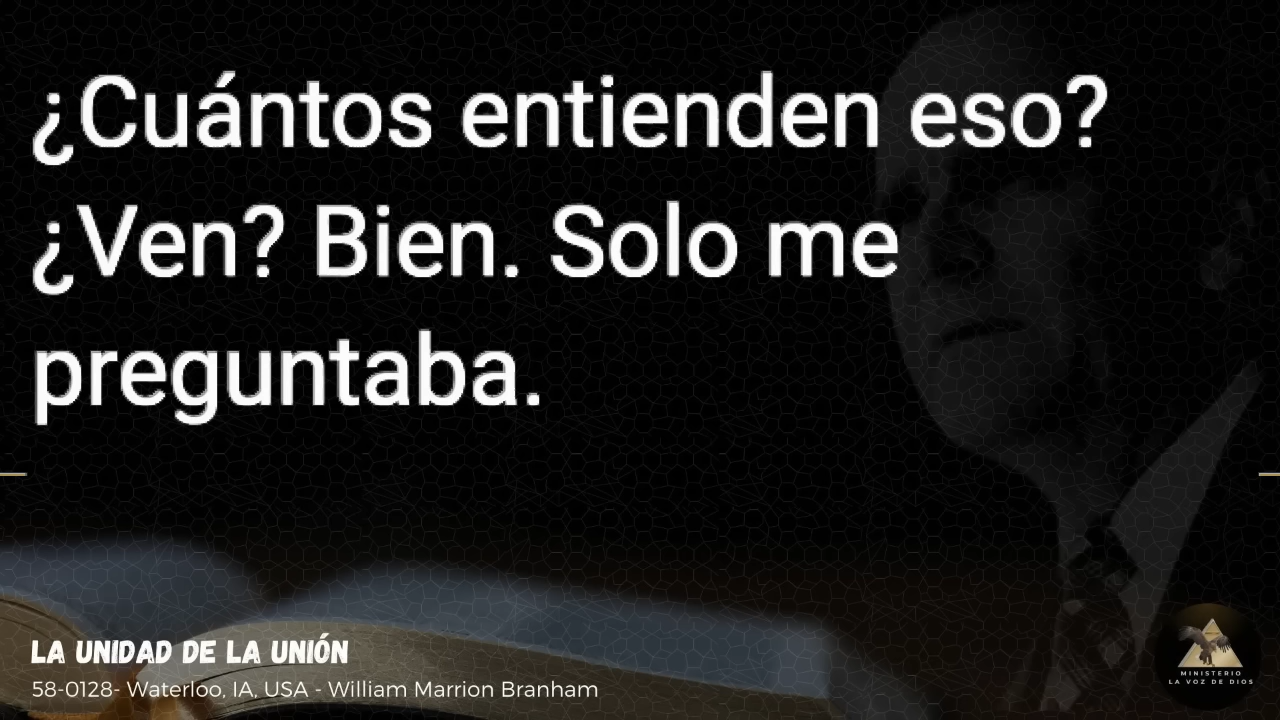 ¿Cuántos entienden eso?
¿Ven? Bien. Solo me
preguntaba.
LA UNIDAD DE LA UNIÓN
58-0128- Waterloo, IA, USA - William Marrion Branham
MINISTERIO
LA VOZ DE DIOS